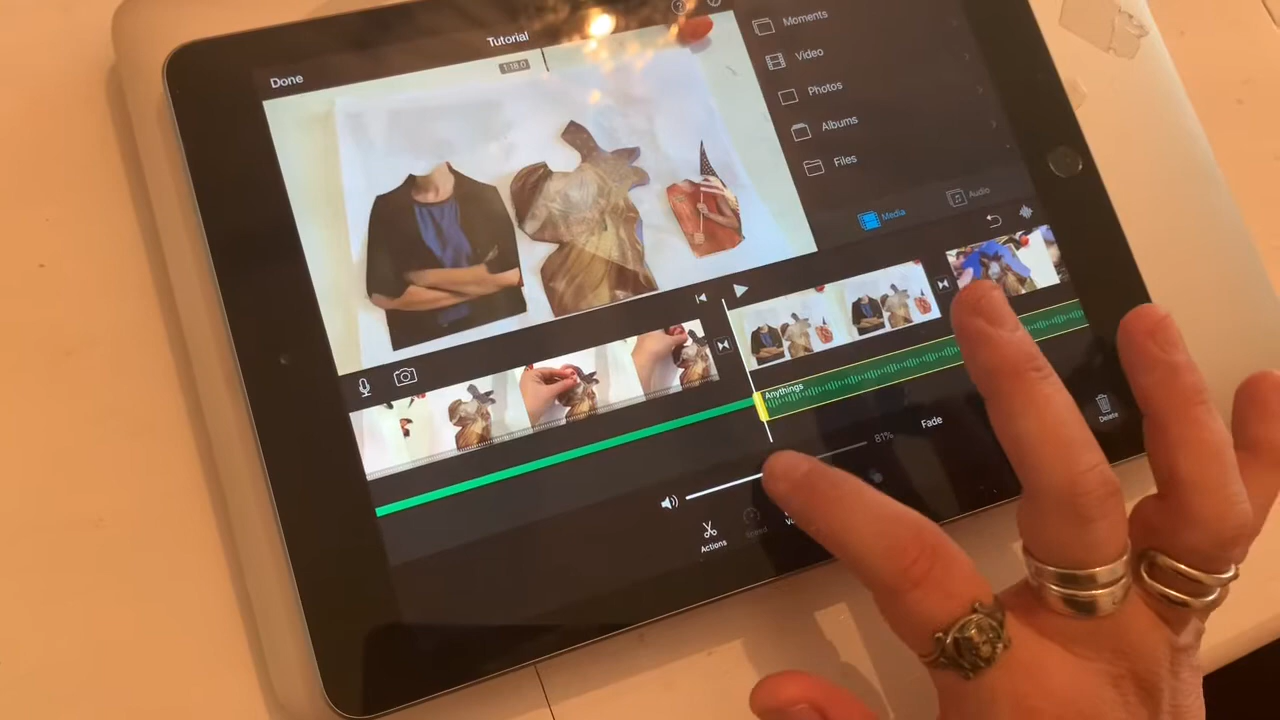 Tutorial
Done
1:18.0
Moments
Video
Photos
Albums
Files
Media
Audio
Anythings
81%
Fade
Actions
Speed
Delete